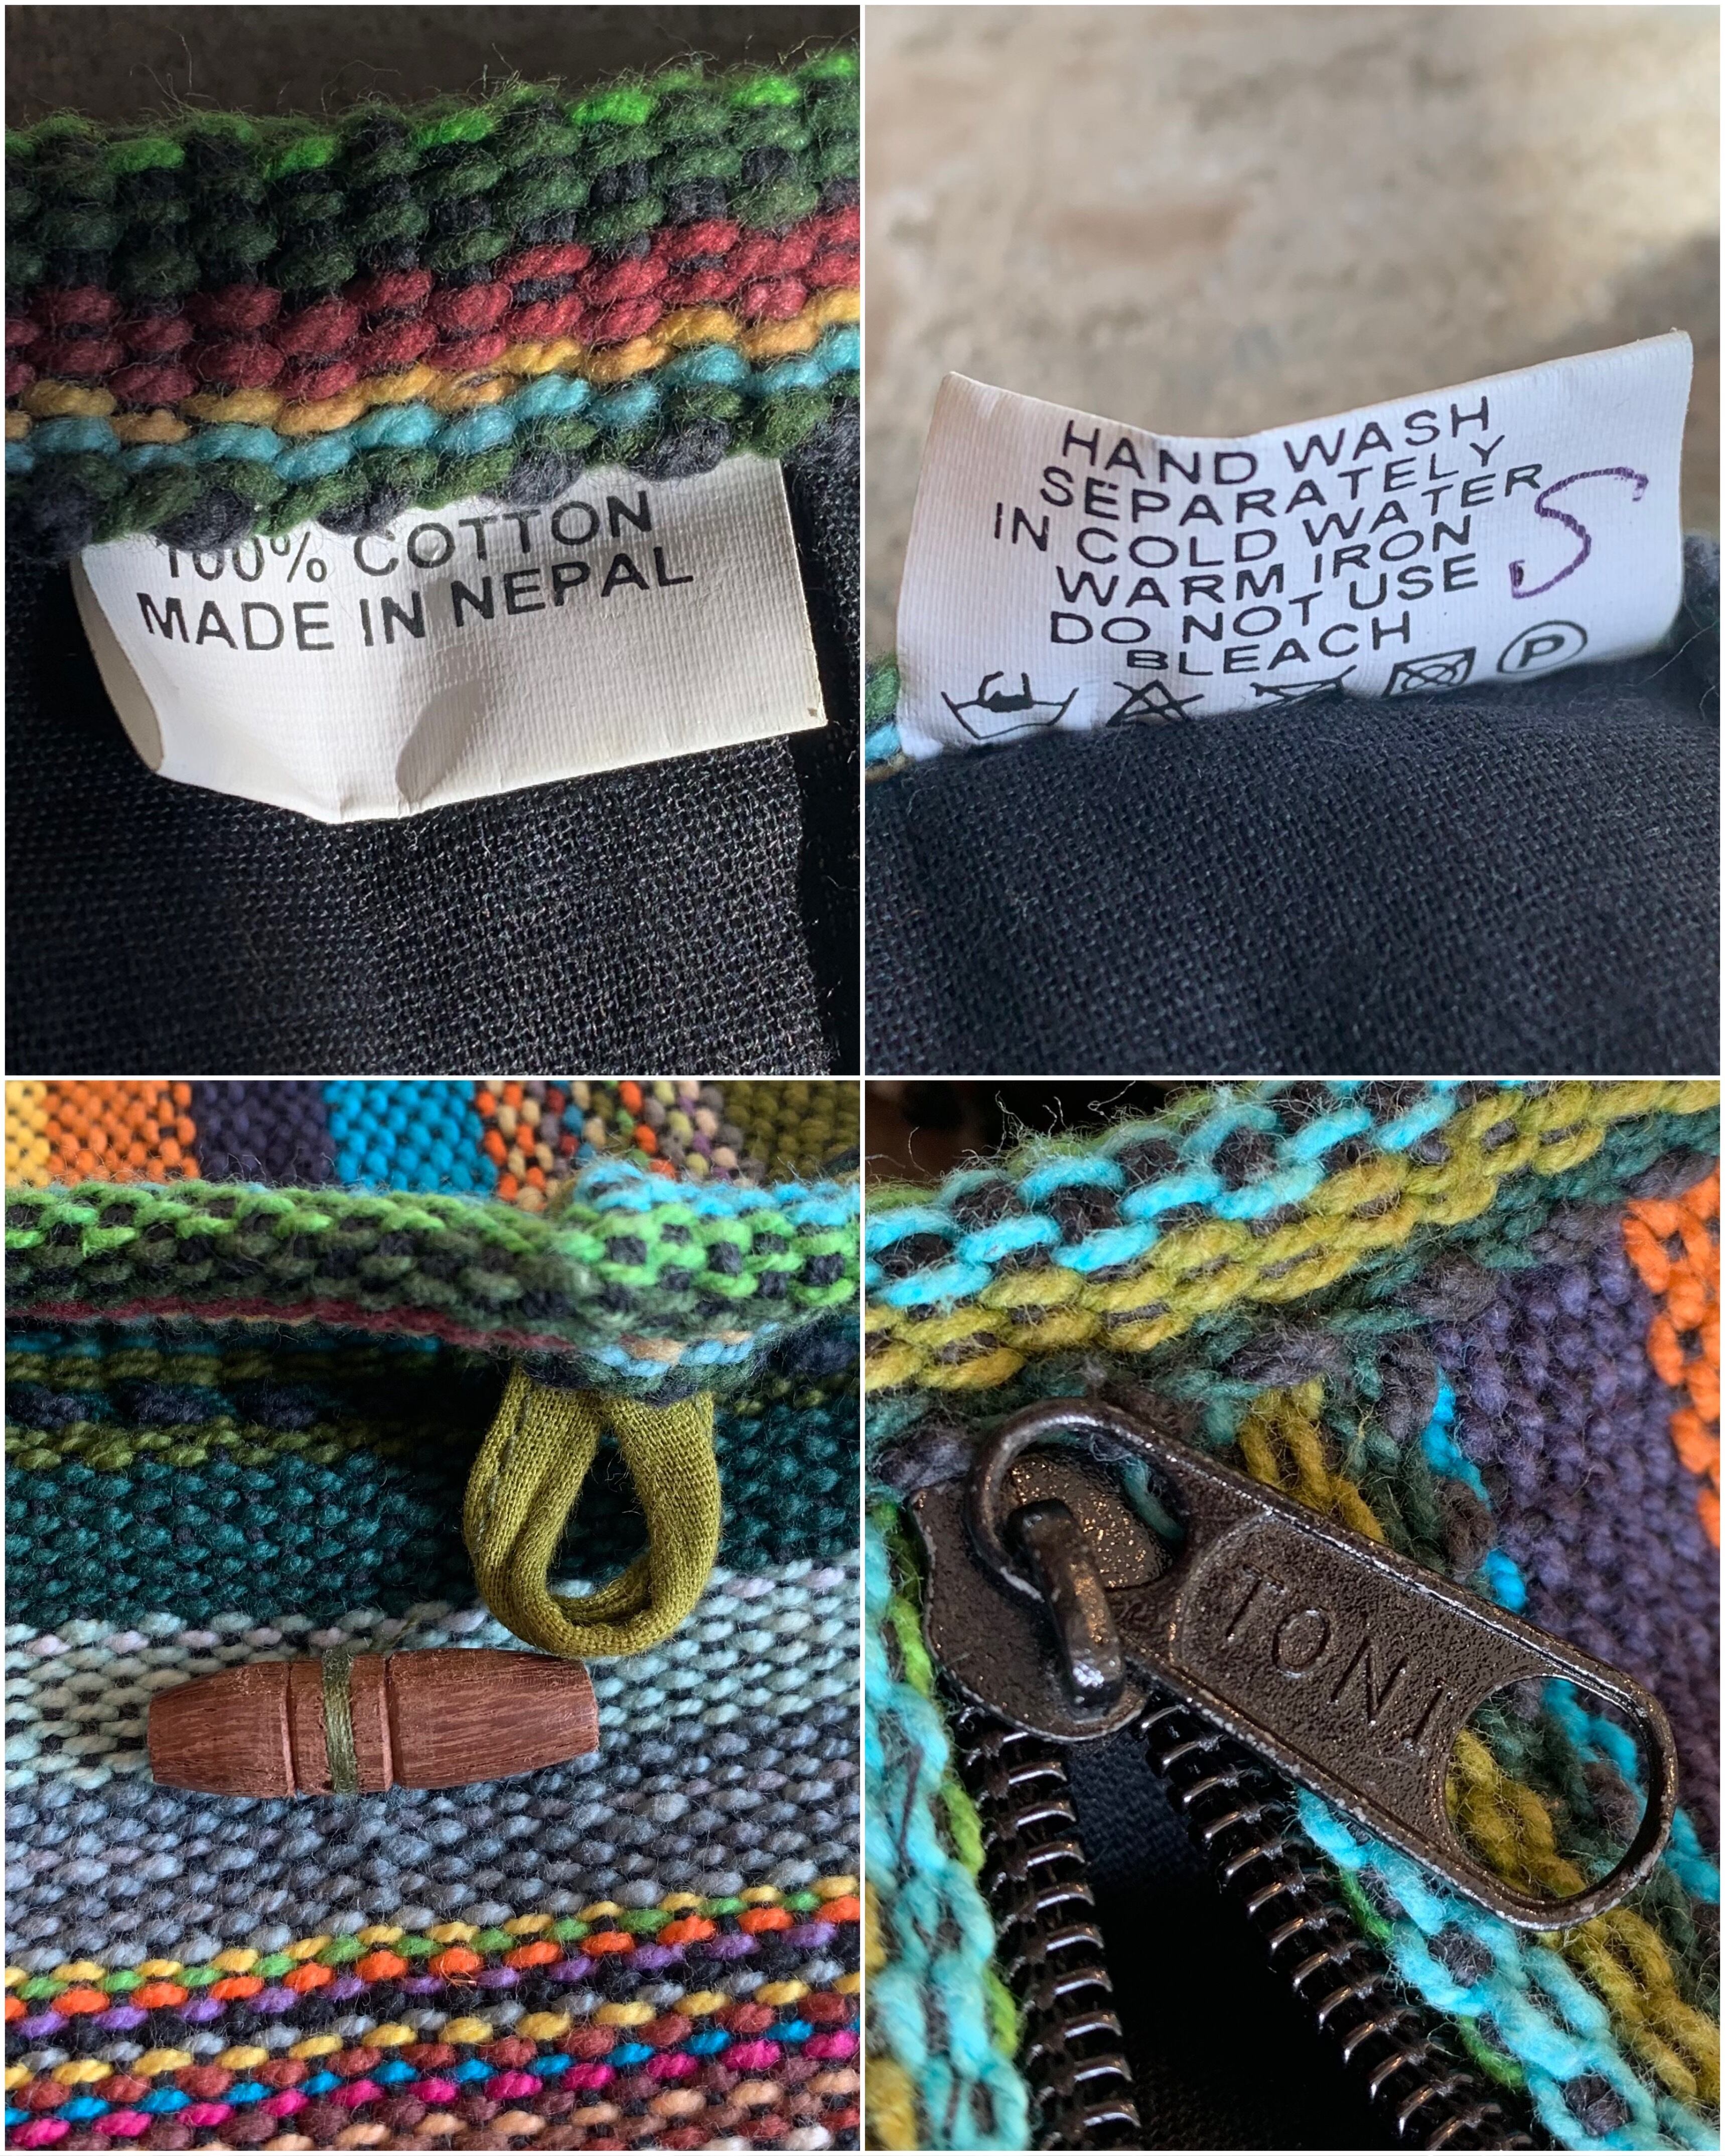 100% COTTON
MADE IN NEPAL
HAND WASH
SEPARATELY
IN COLD WATER
WARM IRON
DO NOT USE
BLEACH
S
P
TONI